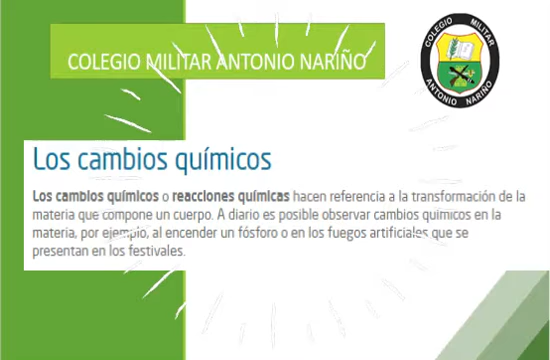 COLEGIO MILITAR ANTONIO NARIÑO
COLEGIO MILITAR
ANTONIO NARIÑO
Los cambios químicos
Los cambios químicos o reacciones químicas hacen referencia a la transformación de la
materia que compone un cuerpo. A diario es posible observar cambios químicos en la
materia, por ejemplo, al encender un fósforo o en los fuegos artificiales que se
presentan en los festivales.